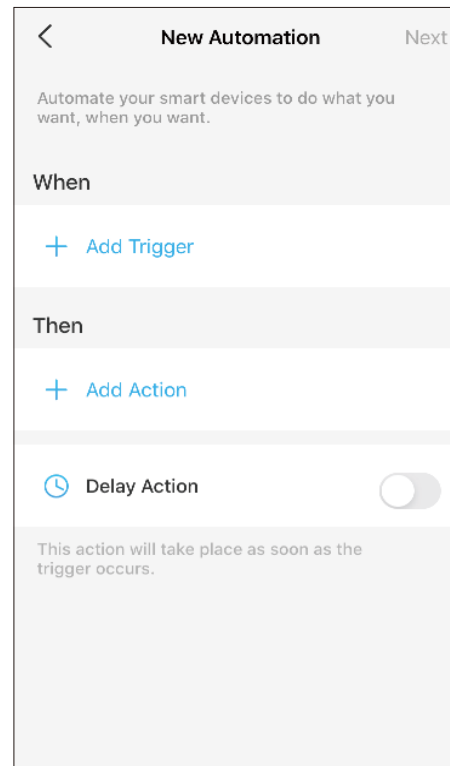 New Automation Next
Automate your smart devices to do what you
want, when you want.
When
Add Trigger
Then
Add Action
Delay Action
This action will take place as soon as the
trigger occurs.